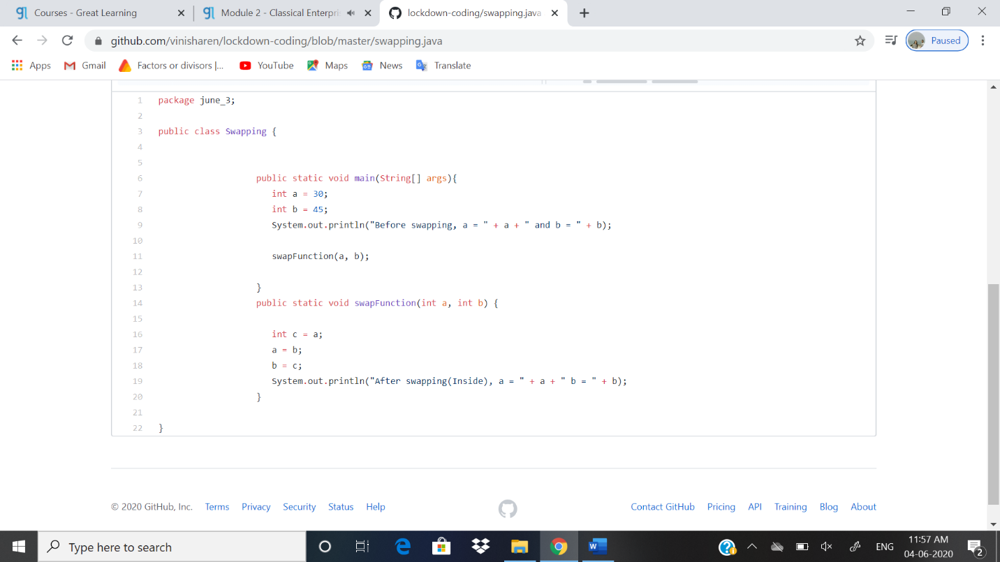 Courses - Great Learning
Module 2 - Classical Enterpri
lockdown-coding/swapping.java
github.com/vinisharen/lockdown-coding/blob/master/swapping.java
Paused
Apps
Gmail
Factors or divisors |...
YouTube
Maps
News
Translate
1 package june_3;
2
3 public class Swapping {
4
5
6 public static void main(String[] args){
7 int a = 30;
8 int b = 45;
9 System.out.println("Before swapping, a = " + a + " and b = " + b);
10
11 swapFunction(a, b);
12
13 }
14 public static void swapFunction(int a, int b) {
15
16 int c = a;
17 a = b;
18 b = c;
19 System.out.println("After swapping(Inside), a = " + a + " b = " + b);
20 }
21
22 }
© 2020 GitHub, Inc. Terms Privacy Security Status Help Contact GitHub Pricing API Training Blog About
Type here to search
ENG
11:57 AM
04-06-2020
2